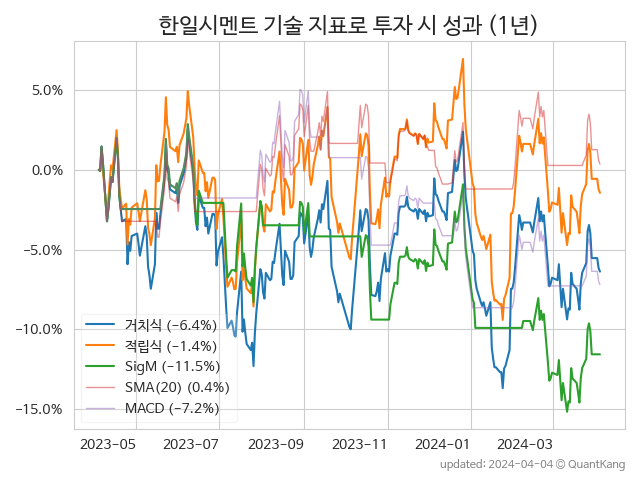 한일시멘트 기술 지표로 투자 시 성과 (1년)
5.0%
0.0%
−5.0%
−10.0%
−15.0%
거치식 (−6.4%)
적립식 (−1.4%)
SigM (−11.5%)
SMA(20) (0.4%)
MACD (−7.2%)
2023−05 2023−07 2023−09 2023−11 2024−01 2024−03
updated: 2024−04−04 © QuantKang